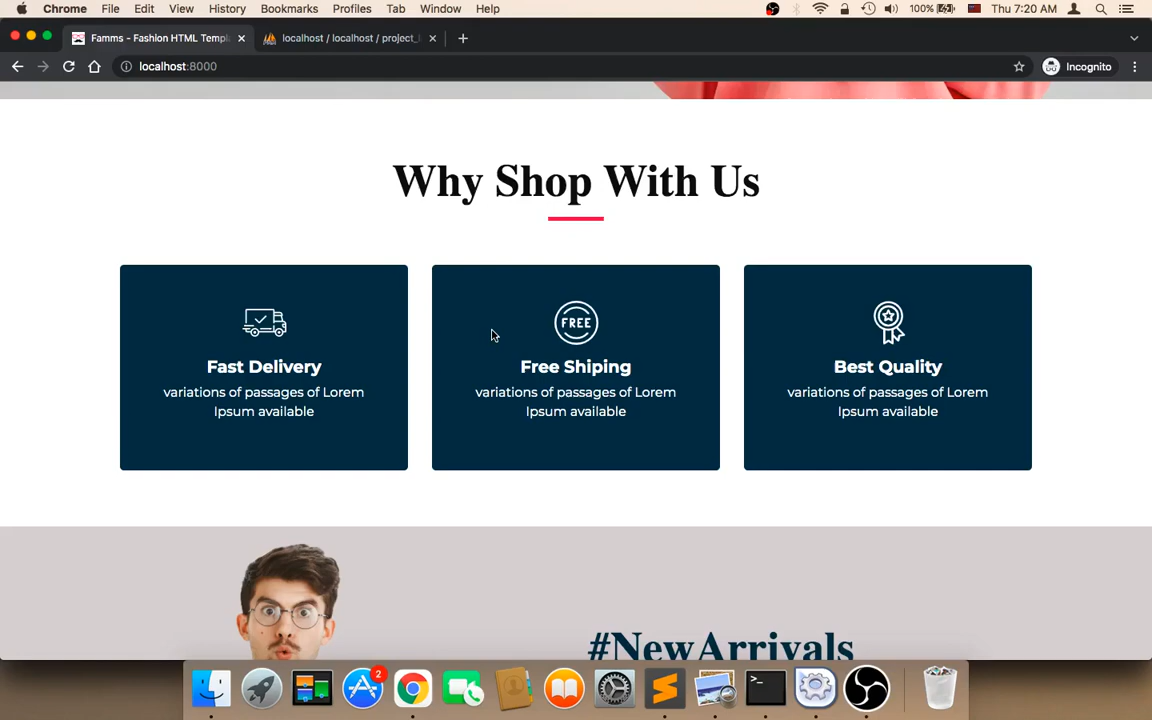 Chrome File Edit View History Bookmarks Profiles Tab Window Help 100% Thu 7:20 AM
Famms - Fashion HTML Templ localhost / localhost / project_
localhost:8000 Incognito
Why Shop With Us
FREE
Fast Delivery Free Shiping Best Quality
variations of passages of Lorem variations of passages of Lorem variations of passages of Lorem
Ipsum available Ipsum available Ipsum available
#NewArrivals
2